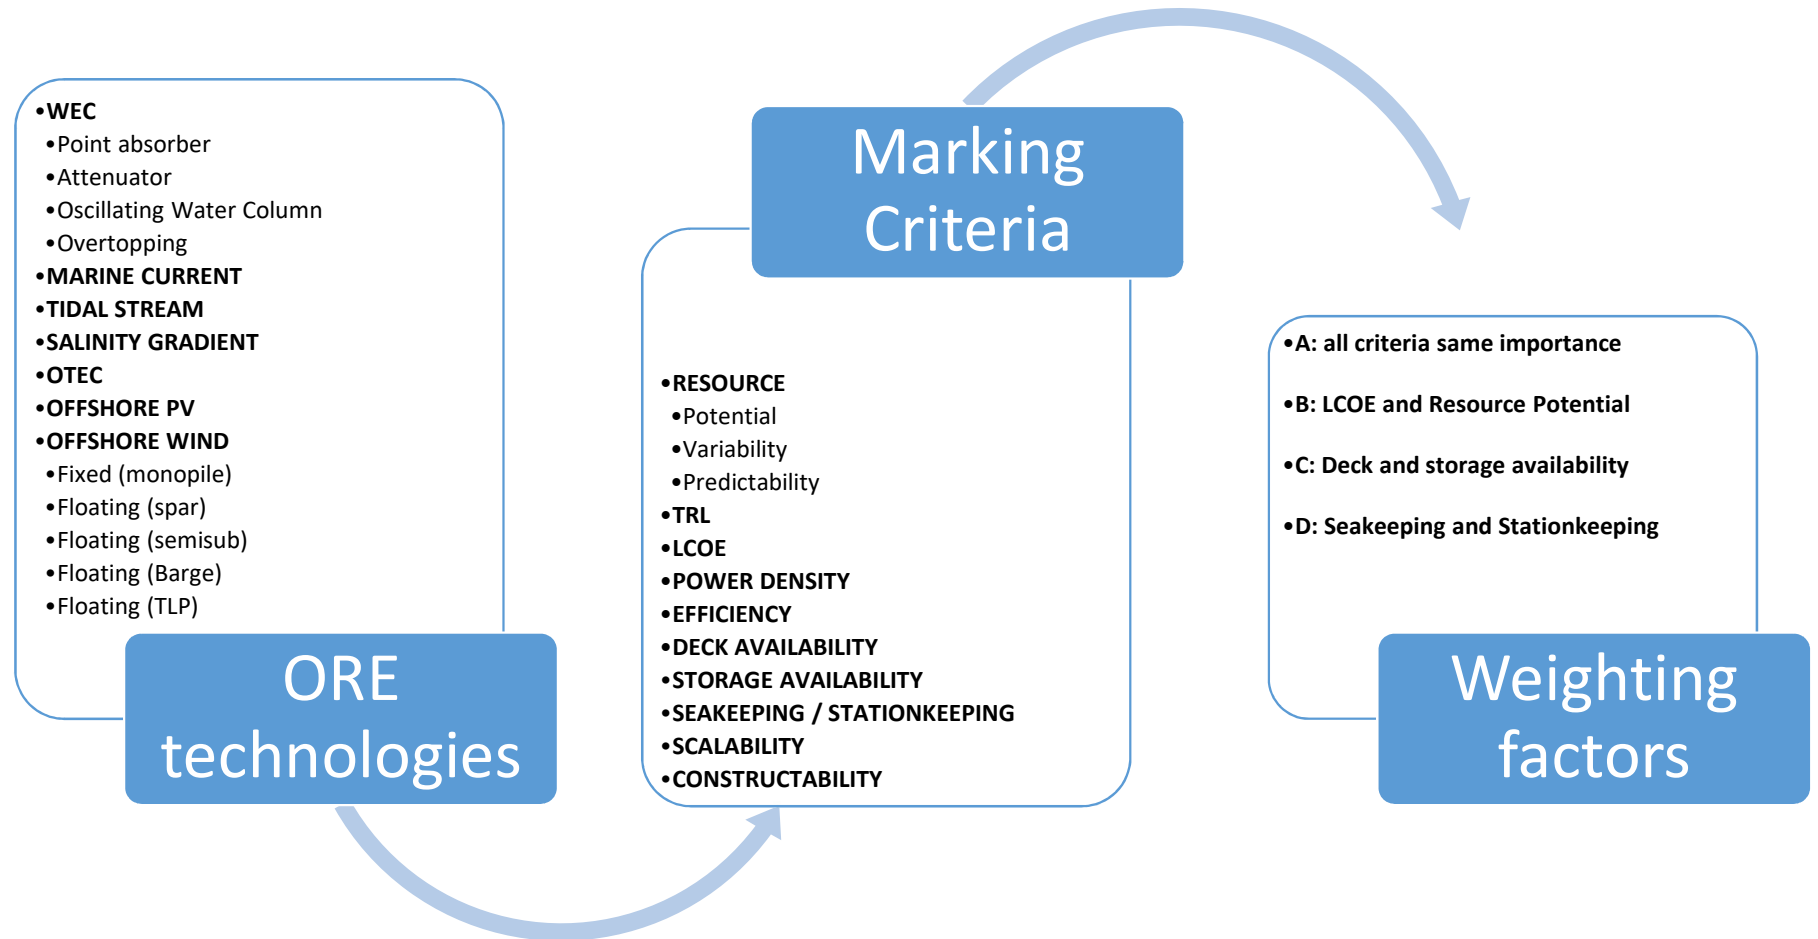 •WEC
•Point absorber
•Attenuator
•Oscillating Water Column
•Overtopping
•MARINE CURRENT
•TIDAL STREAM
•SALINITY GRADIENT
•OTEC
•OFFSHORE PV
•OFFSHORE WIND
•Fixed (monopile)
•Floating (spar)
•Floating (semisub)
•Floating (Barge)
•Floating (TLP)
ORE
technologies
Marking
Criteria
•RESOURCE
•Potential
•Variability
•Predictability
•TRL
•LCOE
•POWER DENSITY
•EFFICIENCY
•DECK AVAILABILITY
•STORAGE AVAILABILITY
•SEAKEEPING / STATIONKEEPING
•SCALABILITY
•CONSTRUCTABILITY
•A: all criteria same importance
•B: LCOE and Resource Potential
•C: Deck and storage availability
•D: Seakeeping and Stationkeeping
Weighting
factors